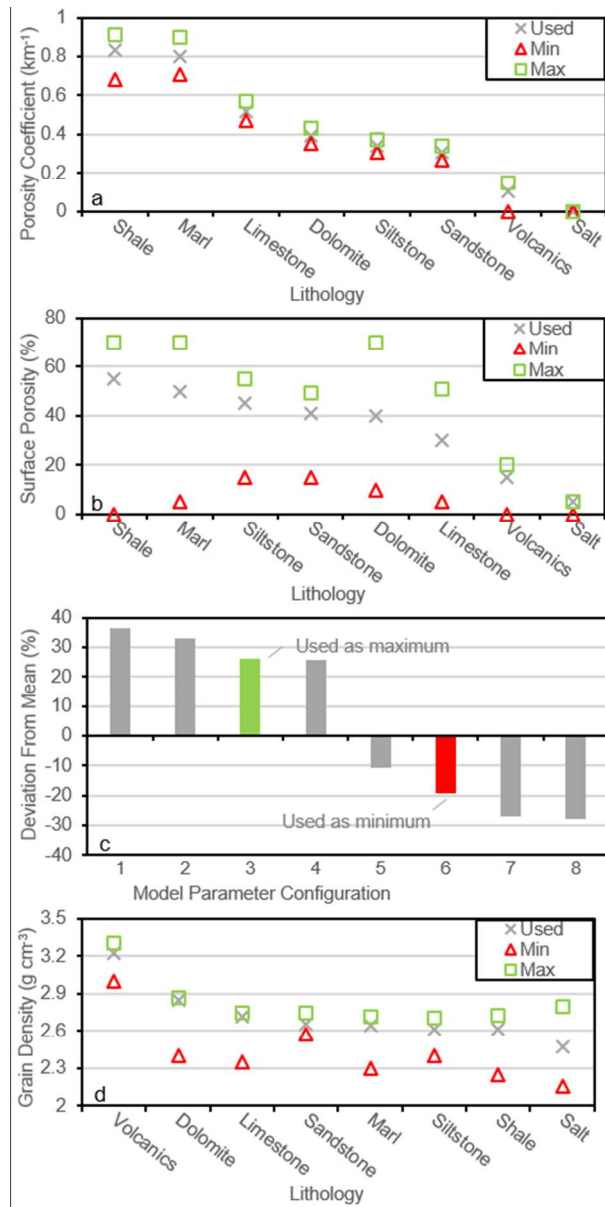 Porosity Coefficient (km-1)
1
0.8
0.6
0.4
0.2
0
Used
Min
Max
a
Shale
Marl
Limestone
Dolomite
Siltstone
Sandstone
Volcanics
Salt
Lithology
Surface Porosity (%)
80
60
40
20
0
Used
Min
Max
b
Shale
Marl
Siltstone
Sandstone
Dolomite
Limestone
Volcanics
Salt
Lithology
Deviation From Mean (%)
40
30
20
10
0
-10
-20
-30
-40
Used as maximum
Used as minimum
c
1 2 3 4 5 6 7 8
Model Parameter Configuration
Grain Density (g cm-3)
3.5
3.2
2.9
2.6
2.3
2
Used
Min
Max
d
Volcanics
Dolomite
Limestone
Sandstone
Marl
Siltstone
Shale
Salt
Lithology